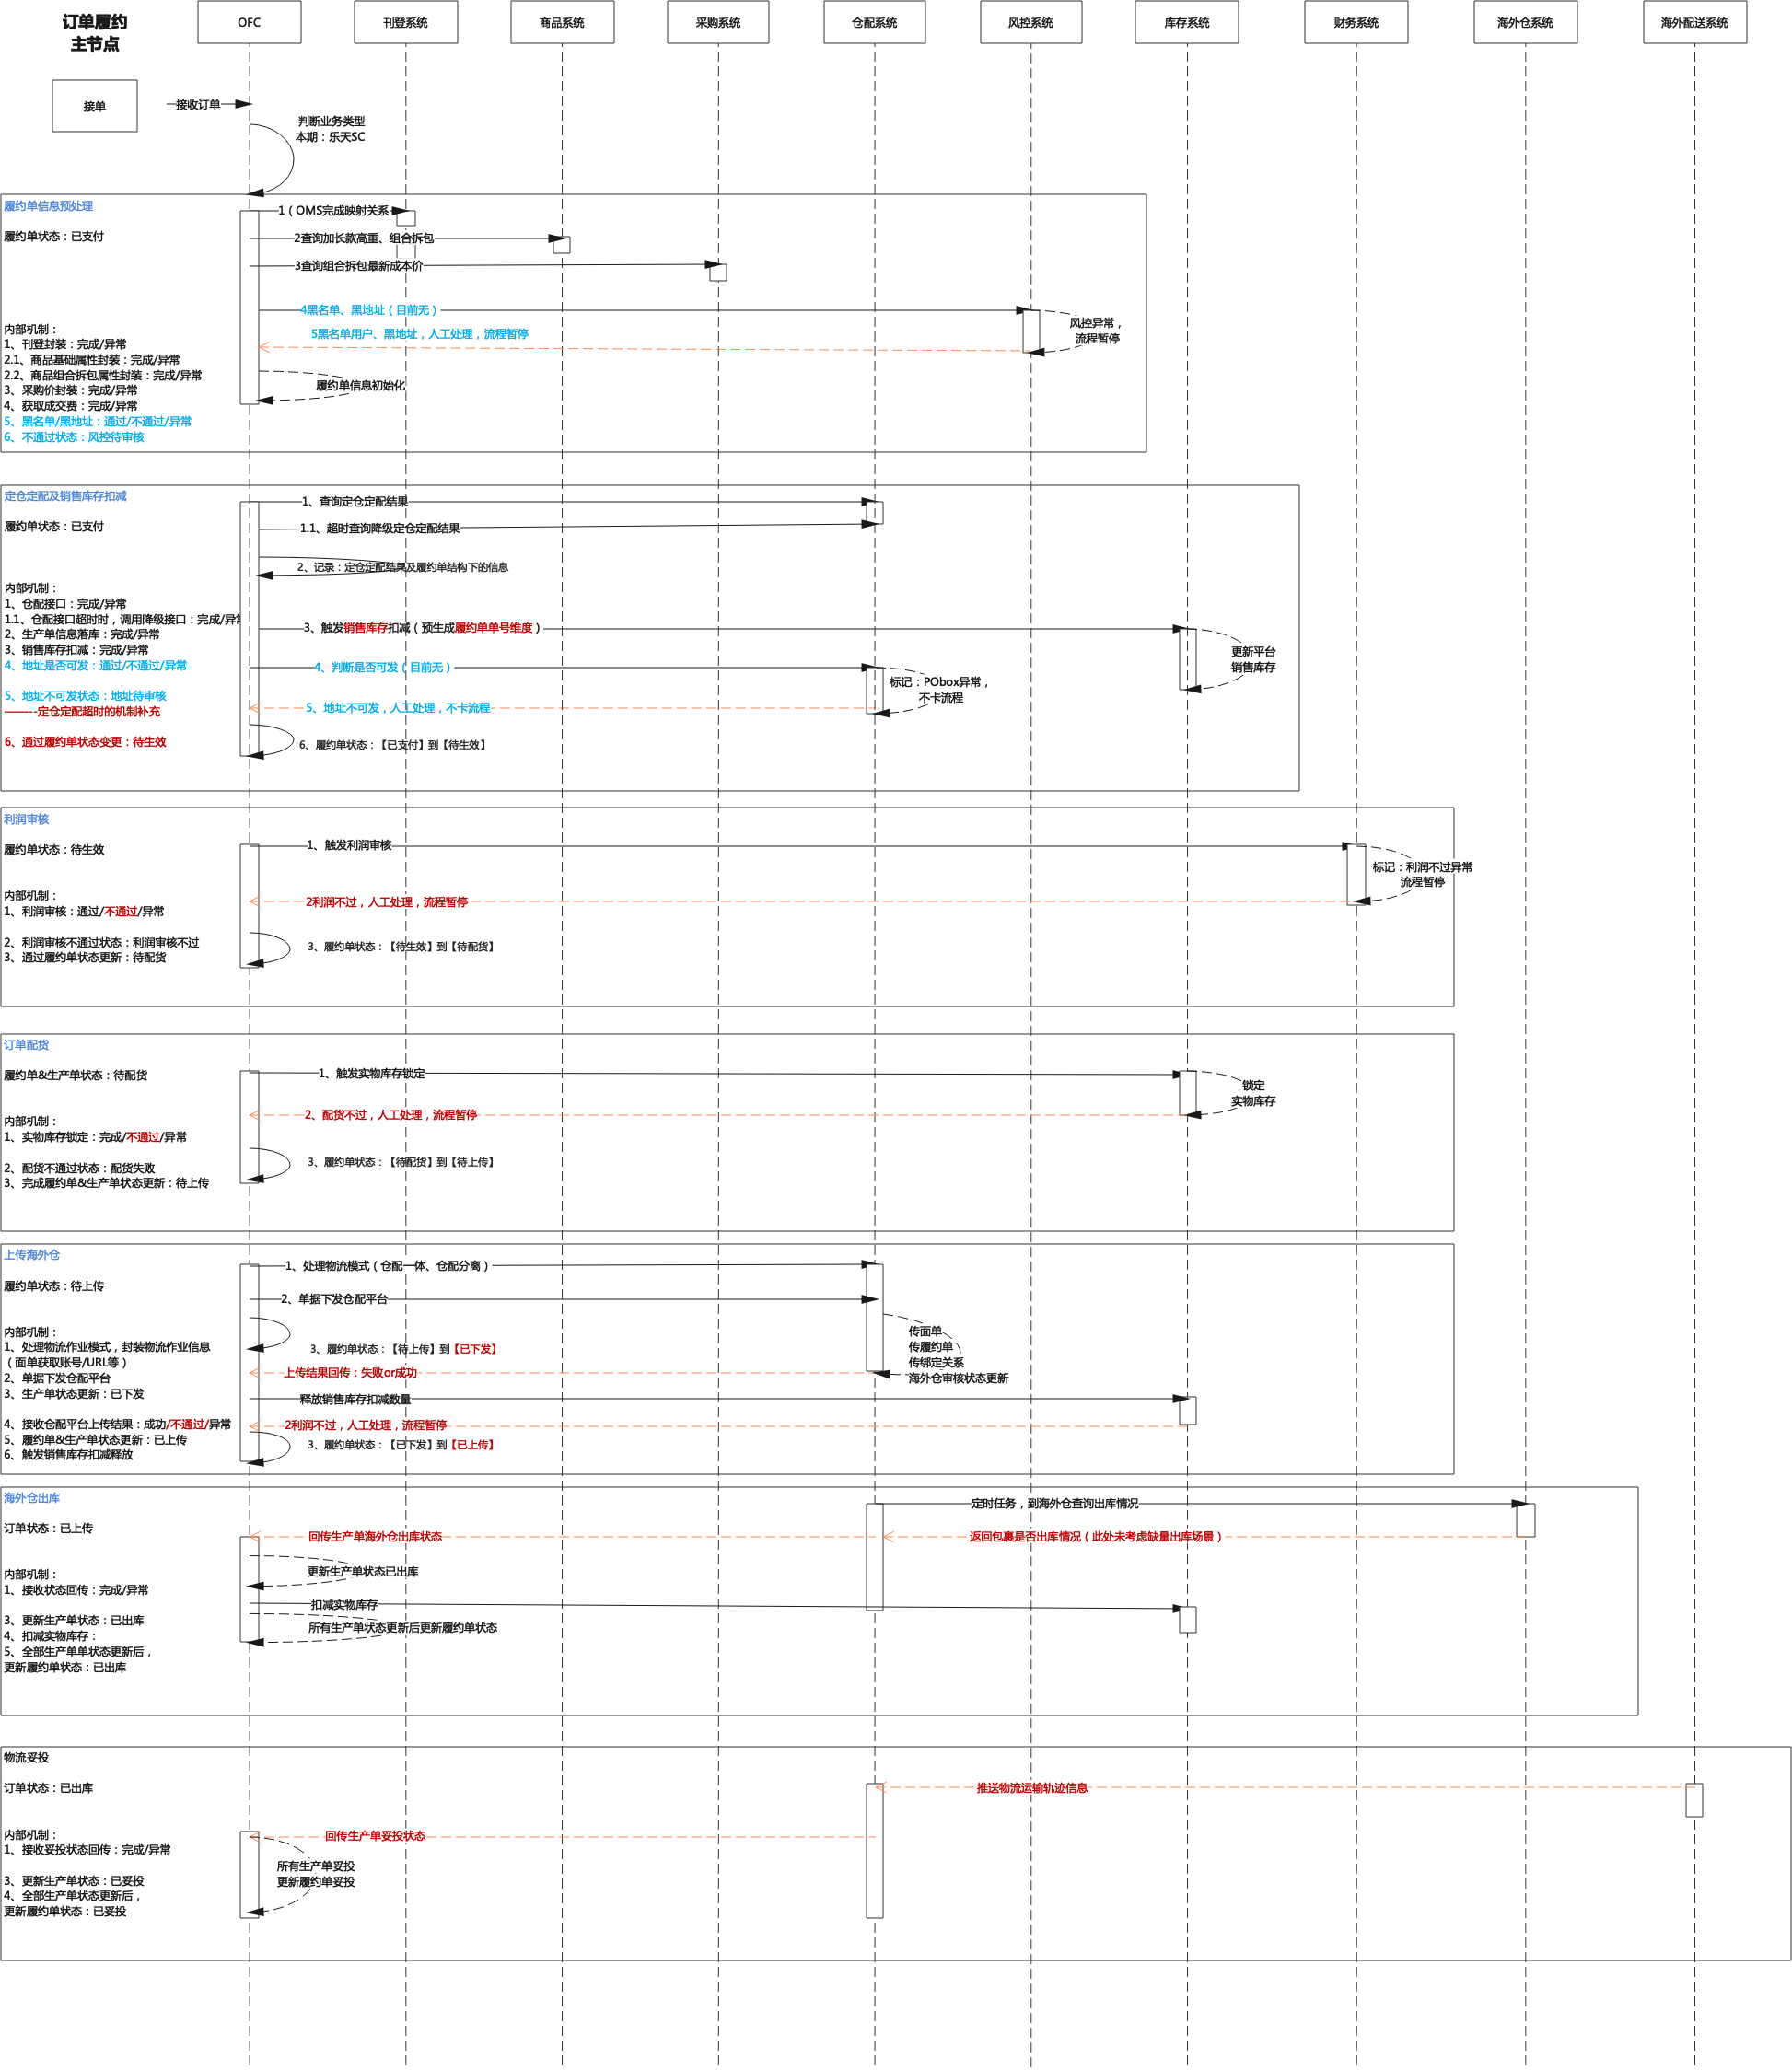 订单履约
主节点
OFC
刊登系统
商品系统
采购系统
仓配系统
风控系统
库存系统
财务系统
海外仓系统
海外配送系统
接单
接收订单
判断业务类型
本期：乐天SC
履约单信息预处理
履约单状态：已支付
内部机制：
1、刊登封装：完成/异常
2.1、商品基础属性封装：完成/异常
2.2、商品组合拆包属性封装：完成/异常
3、采购价封装：完成/异常
4、获取成交费：完成/异常
5、黑名单/黑地址：通过/不通过/异常
6、不通过状态：风控待审核
1（OMS完成映射关系
2查询加长款高重、组合拆包
3查询组合拆包最新成本价
4黑名单、黑地址（目前无）
5黑名单用户、黑地址，人工处理，流程暂停
风控异常，
流程暂停
履约单信息初始化
定仓定配及销售库存扣减
履约单状态：已支付
内部机制：
1、仓配接口：完成/异常
1.1、仓配接口超时时，调用降级接口：完成/异常
2、生产单信息落库：完成/异常
3、销售库存扣减：完成/异常
4、地址是否可发：通过/不通过/异常
5、地址不可发状态：地址待审核
———-定仓定配超时的机制补充
6、通过履约单状态变更：待生效
1、查询定仓定配结果
1.1、超时查询降级定仓定配结果
2、记录：定仓定配结果及履约单结构下的信息
3、触发销售库存扣减（预生成履约单单号维度）
更新平台
销售库存
4、判断是否可发（目前无）
标记：PObox异常，
不卡流程
5、地址不可发，人工处理，不卡流程
6、履约单状态：【已支付】到【待生效】
利润审核
履约单状态：待生效
内部机制：
1、利润审核：通过/不通过/异常
2、利润审核不通过状态：利润审核不过
3、通过履约单状态更新：待配货
1、触发利润审核
标记：利润不过异常
流程暂停
2利润不过，人工处理，流程暂停
3、履约单状态：【待生效】到【待配货】
订单配货
履约单&生产单状态：待配货
内部机制：
1、实物库存锁定：完成/不通过/异常
2、配货不通过状态：配货失败
3、完成履约单&生产单状态更新：待上传
1、触发实物库存锁定
锁定
实物库存
2、配货不过，人工处理，流程暂停
3、履约单状态：【待配货】到【待上传】
上传海外仓
履约单状态：待上传
内部机制：
1、处理物流作业模式，封装物流作业信息
（面单获取账号/URL等）
2、单据下发仓配平台
3、生产单状态更新：已下发
4、接收仓配平台上传结果：成功/不通过/异常
5、履约单&生产单状态更新：已上传
6、触发销售库存扣减释放
1、处理物流模式（仓配一体、仓配分离）
2、单据下发仓配平台
3、履约单状态：【待上传】到【已下发】
传面单
传履约单
传绑定关系
海外仓审核状态更新
上传结果回传：失败or成功
释放销售库存扣减数量
2利润不过，人工处理，流程暂停
3、履约单状态：【已下发】到【已上传】
海外仓出库
订单状态：已上传
内部机制：
1、接收状态回传：完成/异常
3、更新生产单状态：已出库
4、扣减实物库存：
5、全部生产单单状态更新后，
更新履约单状态：已出库
定时任务，到海外仓查询出库情况
返回包裹是否出库情况（此处未考虑缺量出库场景）
回传生产单海外仓出库状态
更新生产单状态已出库
扣减实物库存
所有生产单状态更新后更新履约单状态
物流妥投
订单状态：已出库
内部机制：
1、接收妥投状态回传：完成/异常
3、更新生产单状态：已妥投
4、全部生产单状态更新后，
更新履约单状态：已妥投
推送物流运输轨迹信息
回传生产单妥投状态
所有生产单妥投
更新履约单妥投